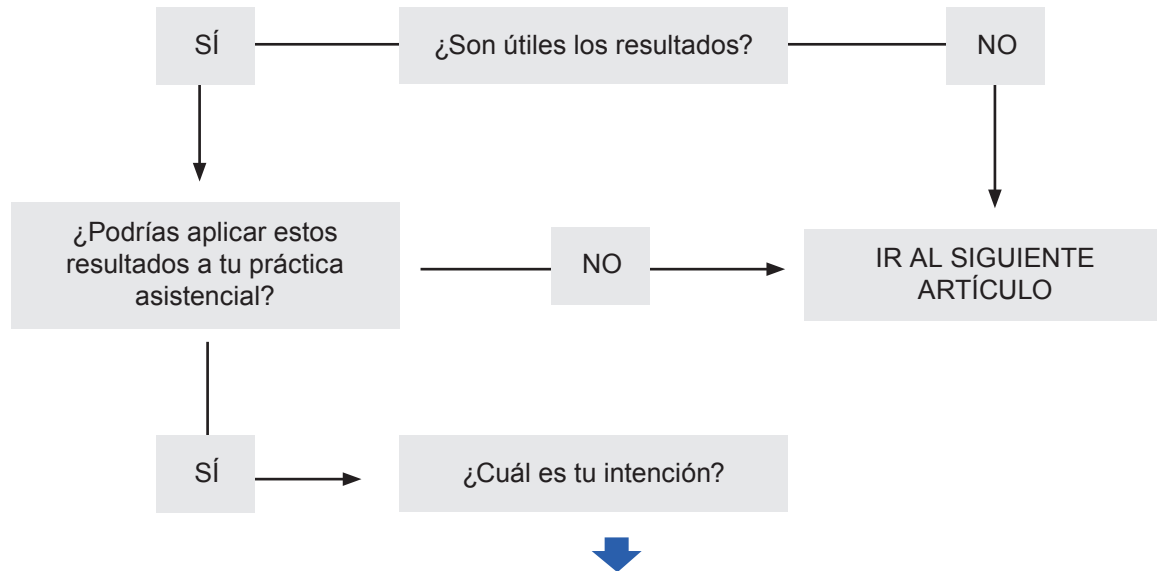 SÍ
¿Son útiles los resultados?
NO
¿Podrías aplicar estos
resultados a tu práctica
asistencial?
NO
IR AL SIGUIENTE
ARTÍCULO
SÍ
¿Cuál es tu intención?